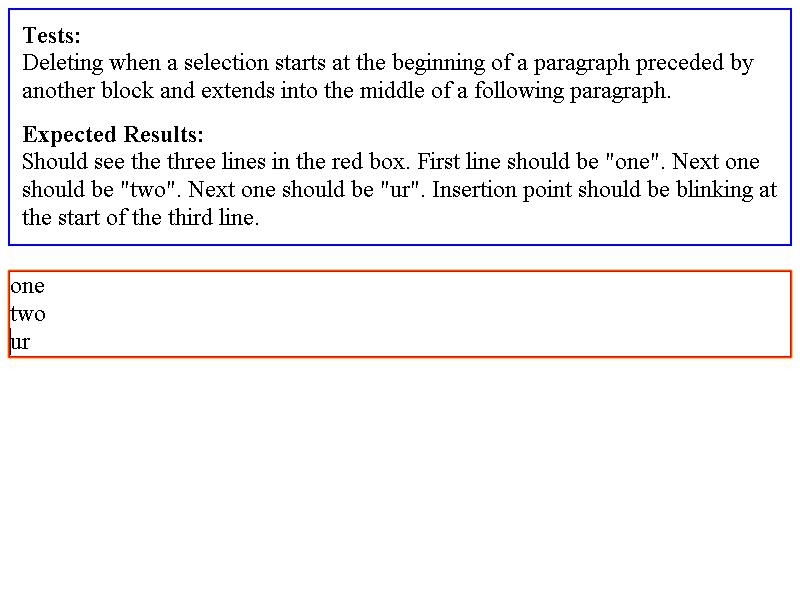 Tests:
Deleting when a selection starts at the beginning of a paragraph preceded by
another block and extends into the middle of a following paragraph.
Expected Results:
Should see the three lines in the red box. First line should be "one". Next one
should be "two". Next one should be "ur". Insertion point should be blinking at
the start of the third line.
one
two
ur